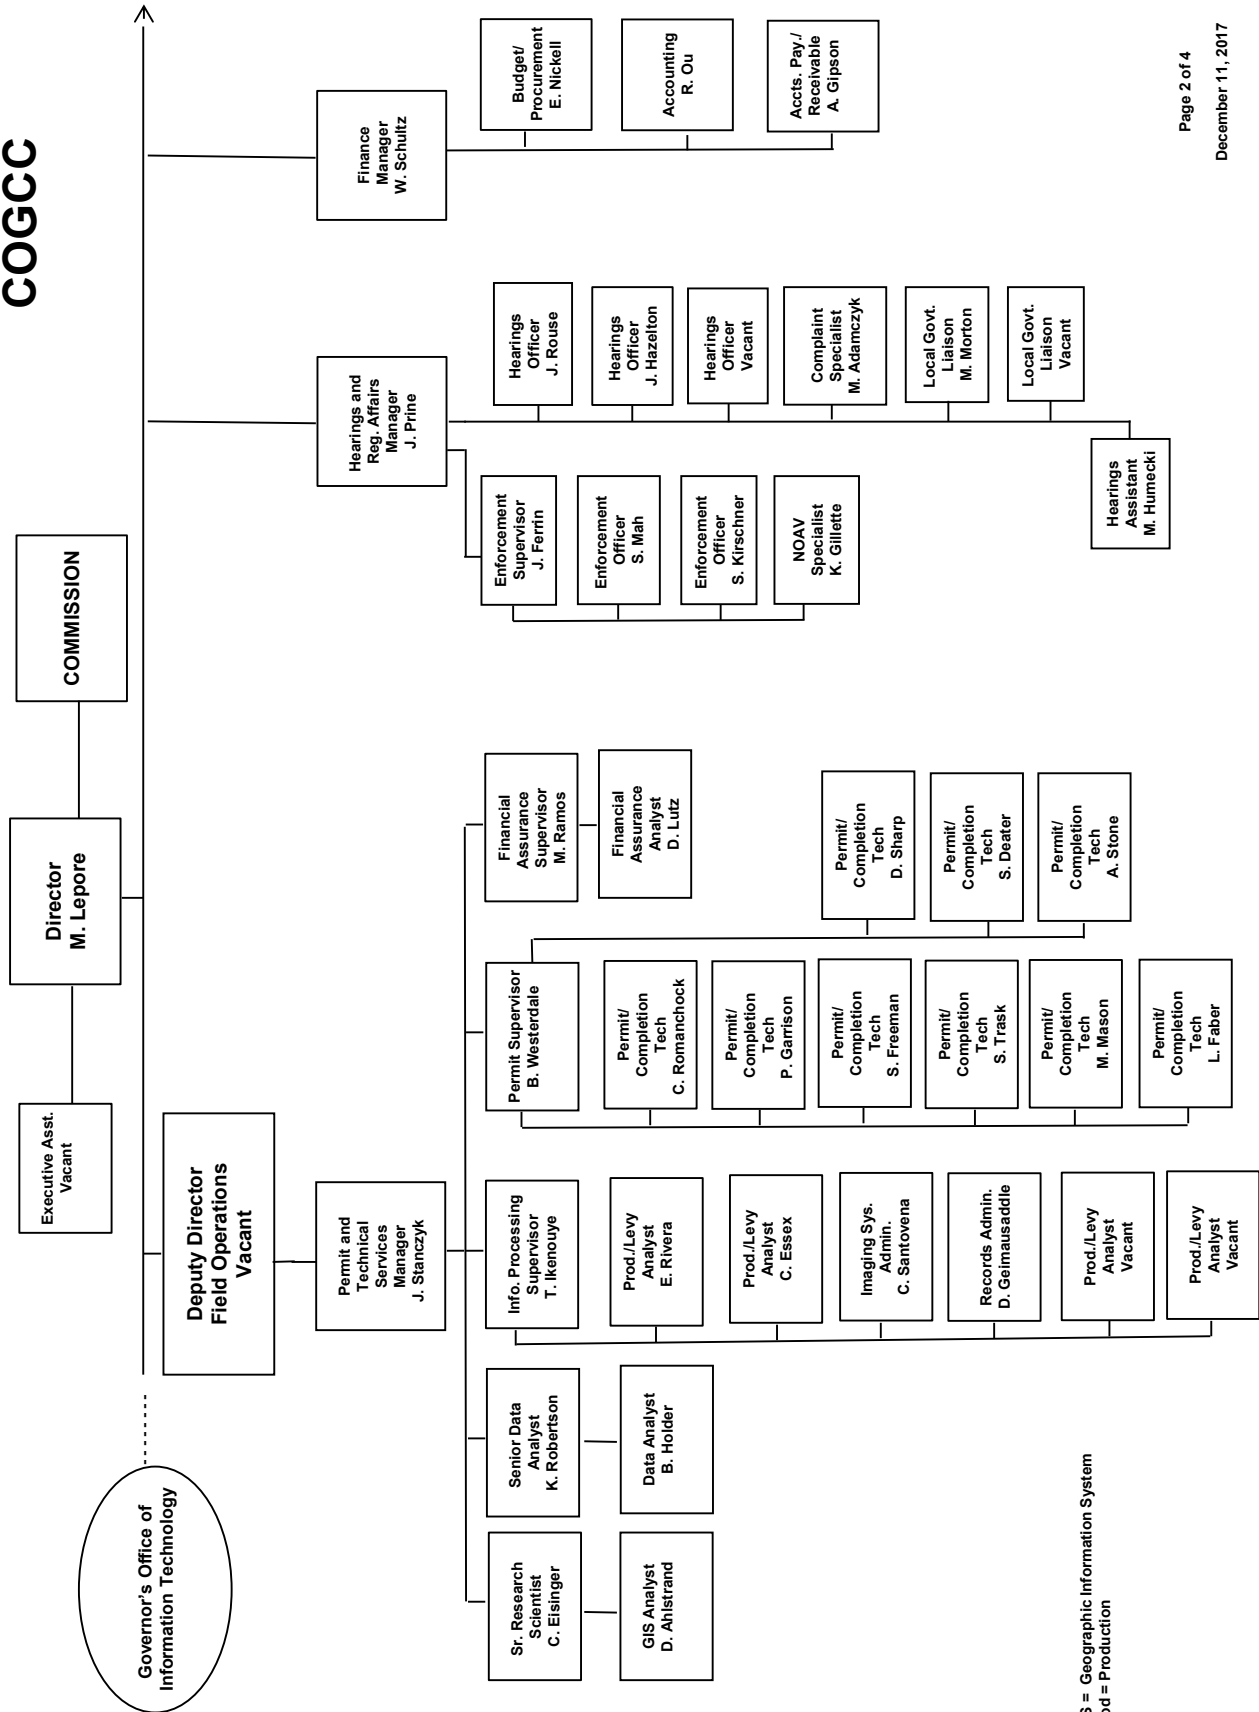 COGCC
COMMISSION
Director
M. Lepore
Executive Asst.
Vacant
Governor's Office of
Information Technology
Deputy Director
Field Operations
Vacant
Permit and
Technical
Services
Manager
J. Stanczyk
Hearings and
Reg. Affairs
Manager
J. Prine
Finance
Manager
W. Schultz
Sr. Research
Scientist
C. Eisinger
GIS Analyst
D. Ahlstrand
Senior Data
Analyst
K. Robertson
Data Analyst
B. Holder
Info. Processing
Supervisor
T. Ikenouye
Prod./Levy
Analyst
E. Rivera
Prod./Levy
Analyst
C. Essex
Imaging Sys.
Admin.
C. Santovena
Records Admin.
D. Geimausaddle
Prod./Levy
Analyst
Vacant
Prod./Levy
Analyst
Vacant
Permit Supervisor
B. Westerdale
Permit/
Completion
Tech
C. Romanchock
Permit/
Completion
Tech
P. Garrison
Permit/
Completion
Tech
S. Freeman
Permit/
Completion
Tech
S. Trask
Permit/
Completion
Tech
M. Mason
Permit/
Completion
Tech
L. Faber
Permit/
Completion
Tech
D. Sharp
Permit/
Completion
Tech
S. Deater
Permit/
Completion
Tech
A. Stone
Financial
Assurance
Supervisor
M. Ramos
Financial
Assurance
Analyst
D. Lutz
Enforcement
Supervisor
J. Ferrin
Enforcement
Officer
S. Mah
Enforcement
Officer
S. Kirschner
NOAV
Specialist
K. Gillette
Hearings
Officer
J. Rouse
Hearings
Officer
J. Hazelton
Hearings
Officer
Vacant
Complaint
Specialist
M. Adamczyk
Local Govt.
Liaison
M. Morton
Local Govt.
Liaison
Vacant
Hearings
Assistant
M. Humecki
Budget/
Procurement
E. Nickell
Accounting
R. Ou
Accts. Pay./
Receivable
A. Gipson
S = Geographic Information System
od = Production
Page 2 of 4
December 11, 2017